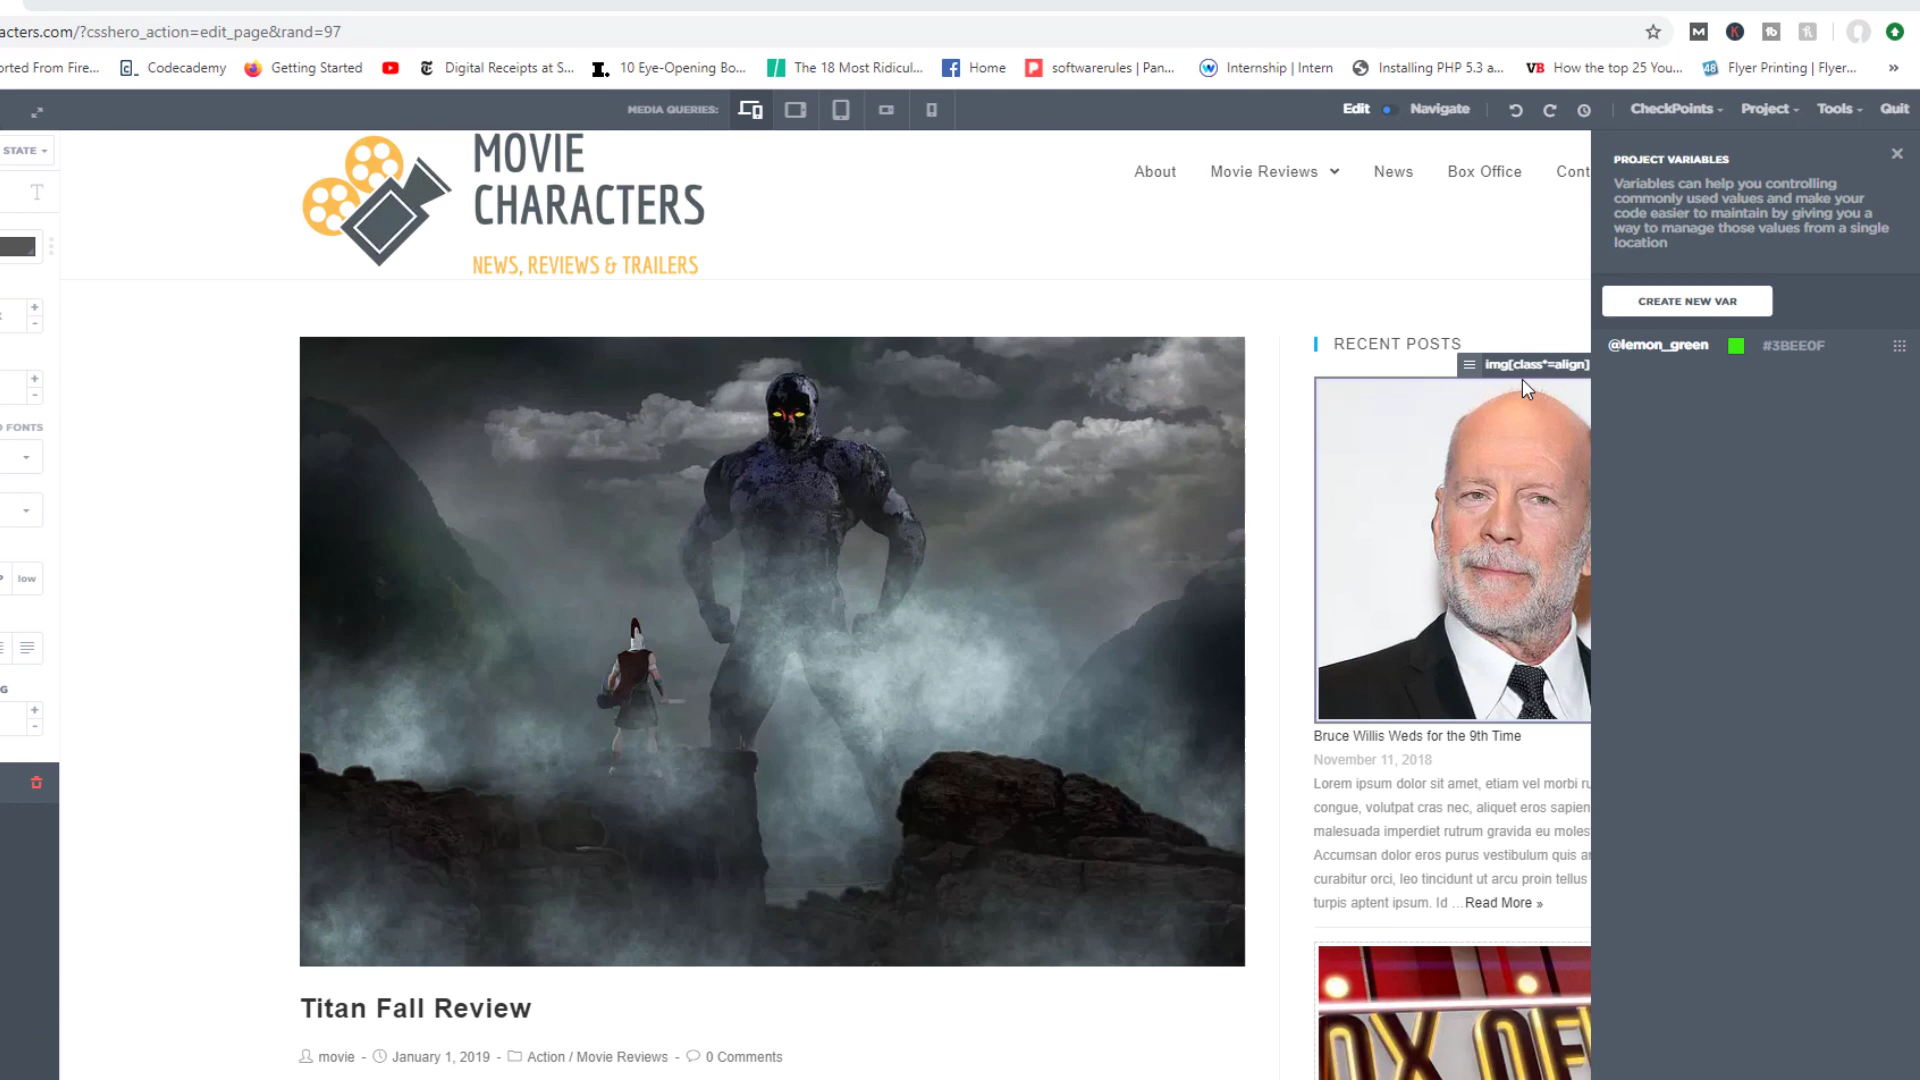 acters.com/?csshero_action=edit_page&rand=97
orted From Fire...
Codecademy
Getting Started
Digital Receipts at S...
10 Eye-Opening Bo...
The 18 Most Ridicul...
Home
softwarerules | Pan...
Internship | Intern
Installing PHP 5.3 a...
VB How the top 25 You...
Flyer Printing | Flyer...
»
MEDIA QUERIES:
Edit
Navigate
CheckPoints
Project
Tools
Quit
STATE
T
FONTS
low
G
MOVIE
CHARACTERS
NEWS, REVIEWS & TRAILERS
About
Movie Reviews
News
Box Office
Cont
RECENT POSTS
img[class*=align]
Bruce Willis Weds for the 9th Time
November 11, 2018
Lorem ipsum dolor sit amet, etiam vel morbi ru
congue, volutpat cras nec, aliquet eros sapien
malesuada imperdiet rutrum gravida eu moles
Accumsan dolor eros purus vestibulum quis ar
curabitur orci, leo tincidunt ut arcu proin tellus
turpis aptent ipsum. Id ...Read More »
OX OF
Titan Fall Review
movie - January 1, 2019 - Action / Movie Reviews - 0 Comments
PROJECT VARIABLES
Variables can help you controlling
commonly used values and make your
code easier to maintain by giving you a
way to manage those values from a single
location
CREATE NEW VAR
@lemon_green #3BEE0F